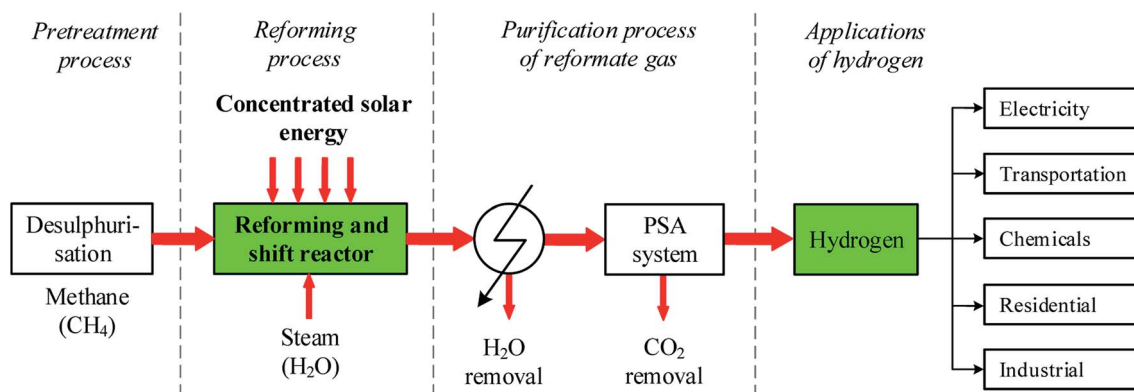 Pretreatment
process
Reforming
process
Purification process
of reformate gas
Applications
of hydrogen
Concentrated solar
energy
Desulphuri-
sation
Methane
(CH₄)
Reforming and
shift reactor
Steam
(H₂O)
H₂O
removal
PSA
system
CO₂
removal
Hydrogen
Electricity
Transportation
Chemicals
Residential
Industrial